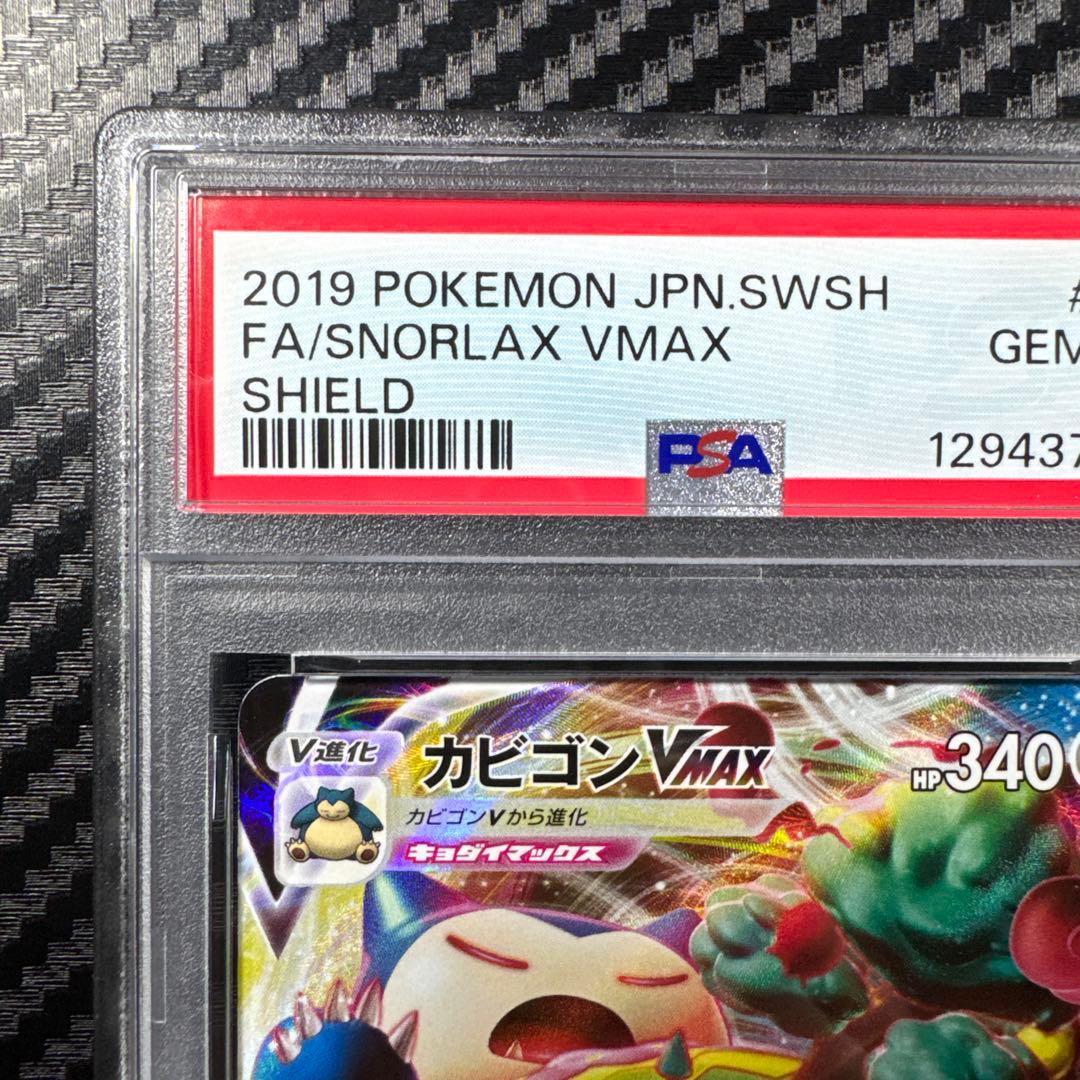 2019 POKEMON JPN.SWSH #
FA/SNORLAX VMAX GEM
SHIELD
PSA 129437
V進化 カビゴンVMAX HP340
カビゴンVから進化
キョダイマックス